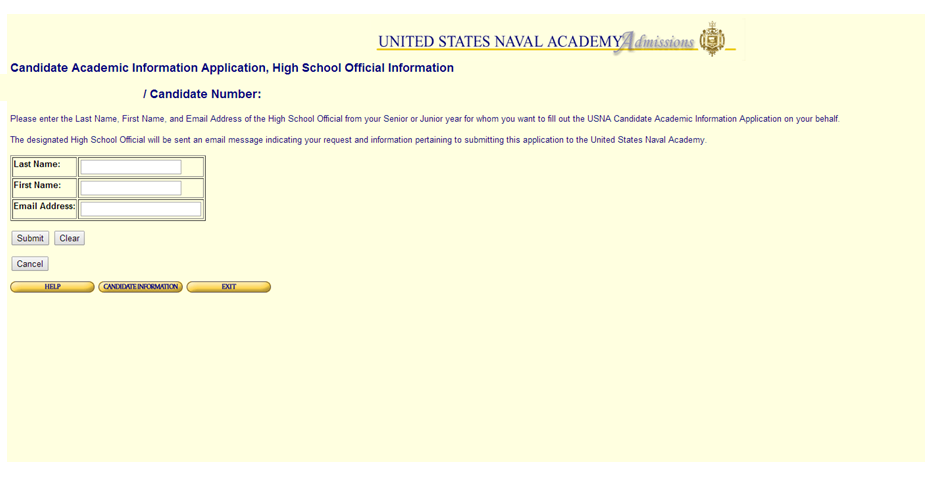 UNITED STATES NAVAL ACADEMY Admissions
Candidate Academic Information Application, High School Official Information
/ Candidate Number:
Please enter the Last Name, First Name, and Email Address of the High School Official from your Senior or Junior year for whom you want to fill out the USNA Candidate Academic Information Application on your behalf.
The designated High School Official will be sent an email message indicating your request and information pertaining to submitting this application to the United States Naval Academy.
Last Name:
First Name:
Email Address:
Submit Clear
Cancel
HELP CANDIDATE INFORMATION EXIT